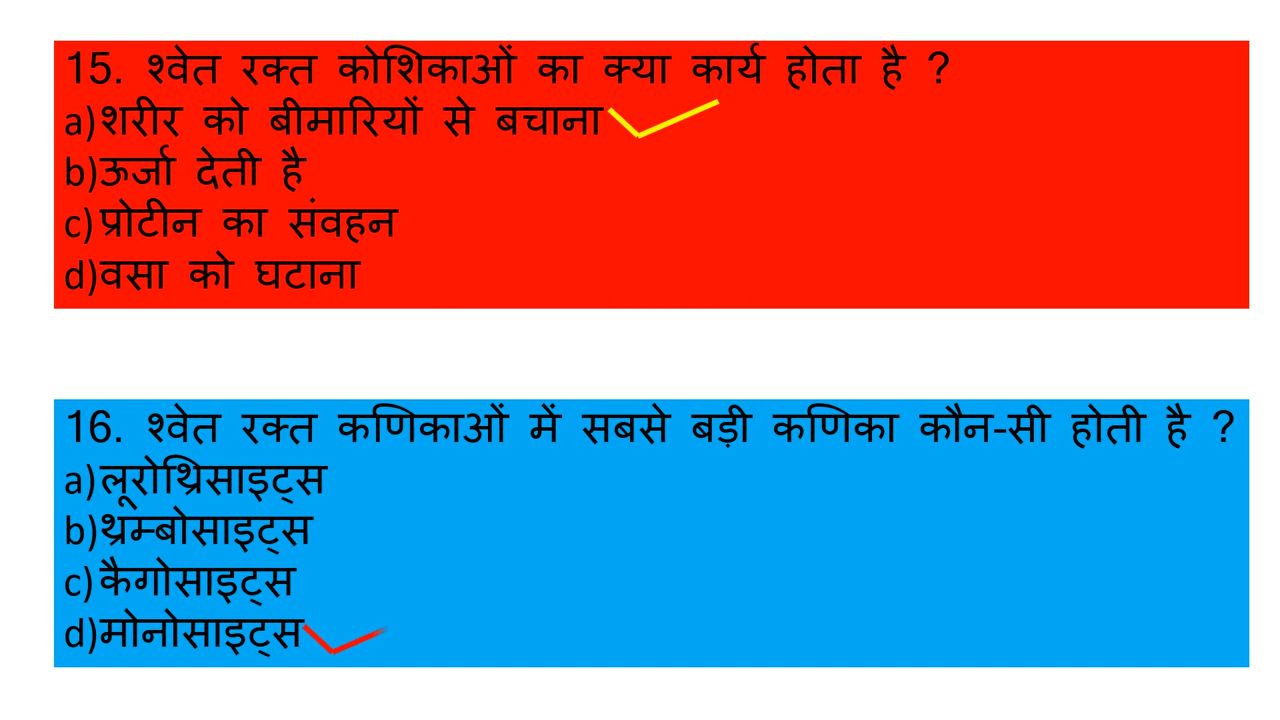 15. श्वेत रक्त कोशिकाओं का क्या कार्य होता है ?
a)शरीर को बीमारियों से बचाना
b)ऊर्जा देती है
c)प्रोटीन का संवहन
d)वसा को घटाना
16. श्वेत रक्त कणिकाओं में सबसे बड़ी कणिका कौन-सी होती है ?
a)लूरोथ्रिसाइट्स
b)थ्रम्बोसाइट्स
c)कैगोसाइट्स
d)मोनोसाइट्स